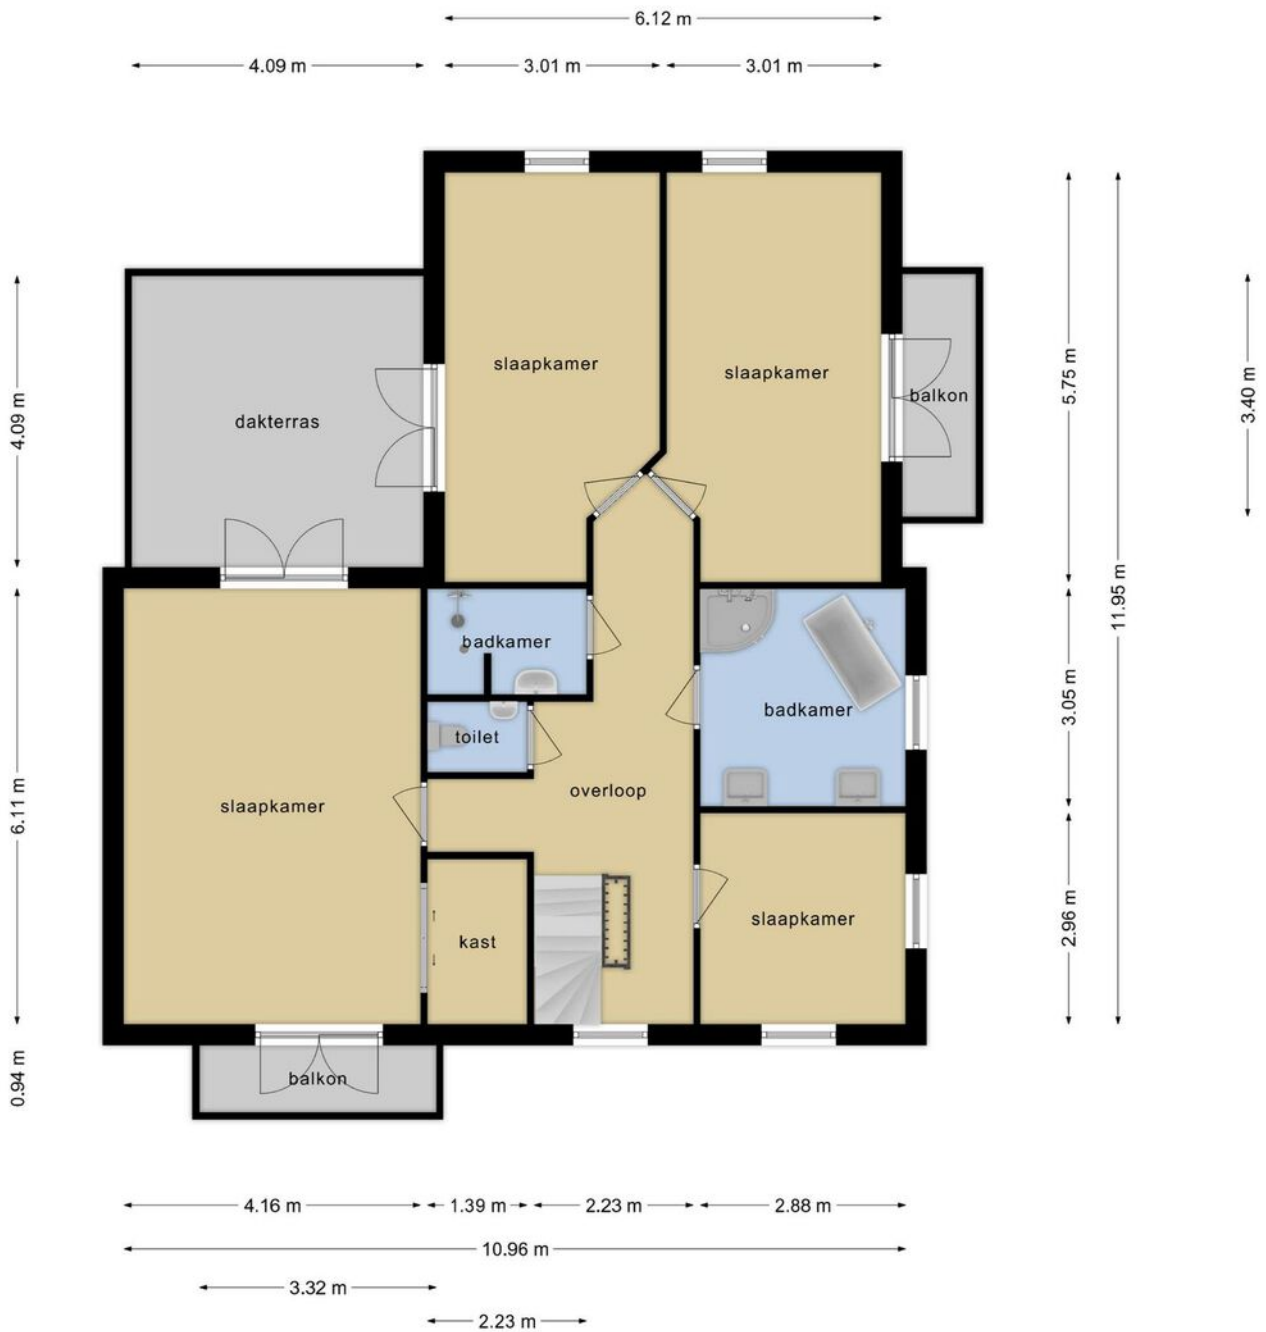 6.12 m
4.09 m
3.01 m
3.01 m
slaapkamer
slaapkamer
balkon
dakterras
4.09 m
5.75 m
3.40 m
11.95 m
badkamer
badkamer
toilet
3.05 m
overloop
slaapkamer
6.11 m
slaapkamer
kast
2.96 m
balkon
0.94 m
4.16 m
1.39 m
2.23 m
2.88 m
10.96 m
3.32 m
2.23 m